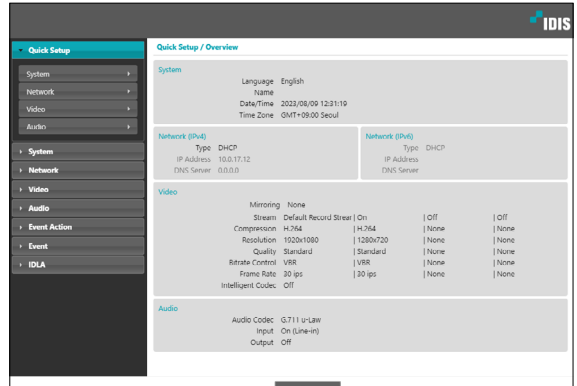 IDIS
Quick Setup
System
Network
Video
Audio
System
Network
Video
Audio
Event Action
Event
IDLA
Quick Setup / Overview
System
Language English
Name
Date/Time 2023/08/09 12:31:19
Time Zone GMT+09:00 Seoul
Network (IPv4)
Type DHCP
IP Address 10.0.17.12
DNS Server 0.0.0.0
Network (IPv6)
Type DHCP
IP Address
DNS Server
Video
Mirroring None
Stream Default Record Strear | On | Off | Off
Compression H.264 | H.264 | None | None
Resolution 1920x1080 | 1280x720 | None | None
Quality Standard | Standard | None | None
Bitrate Control VBR | VBR | None | None
Frame Rate 30 ips | 30 ips | None | None
Intelligent Codec Off
Audio
Audio Codec G.711 u-Law
Input On (Line-in)
Output Off